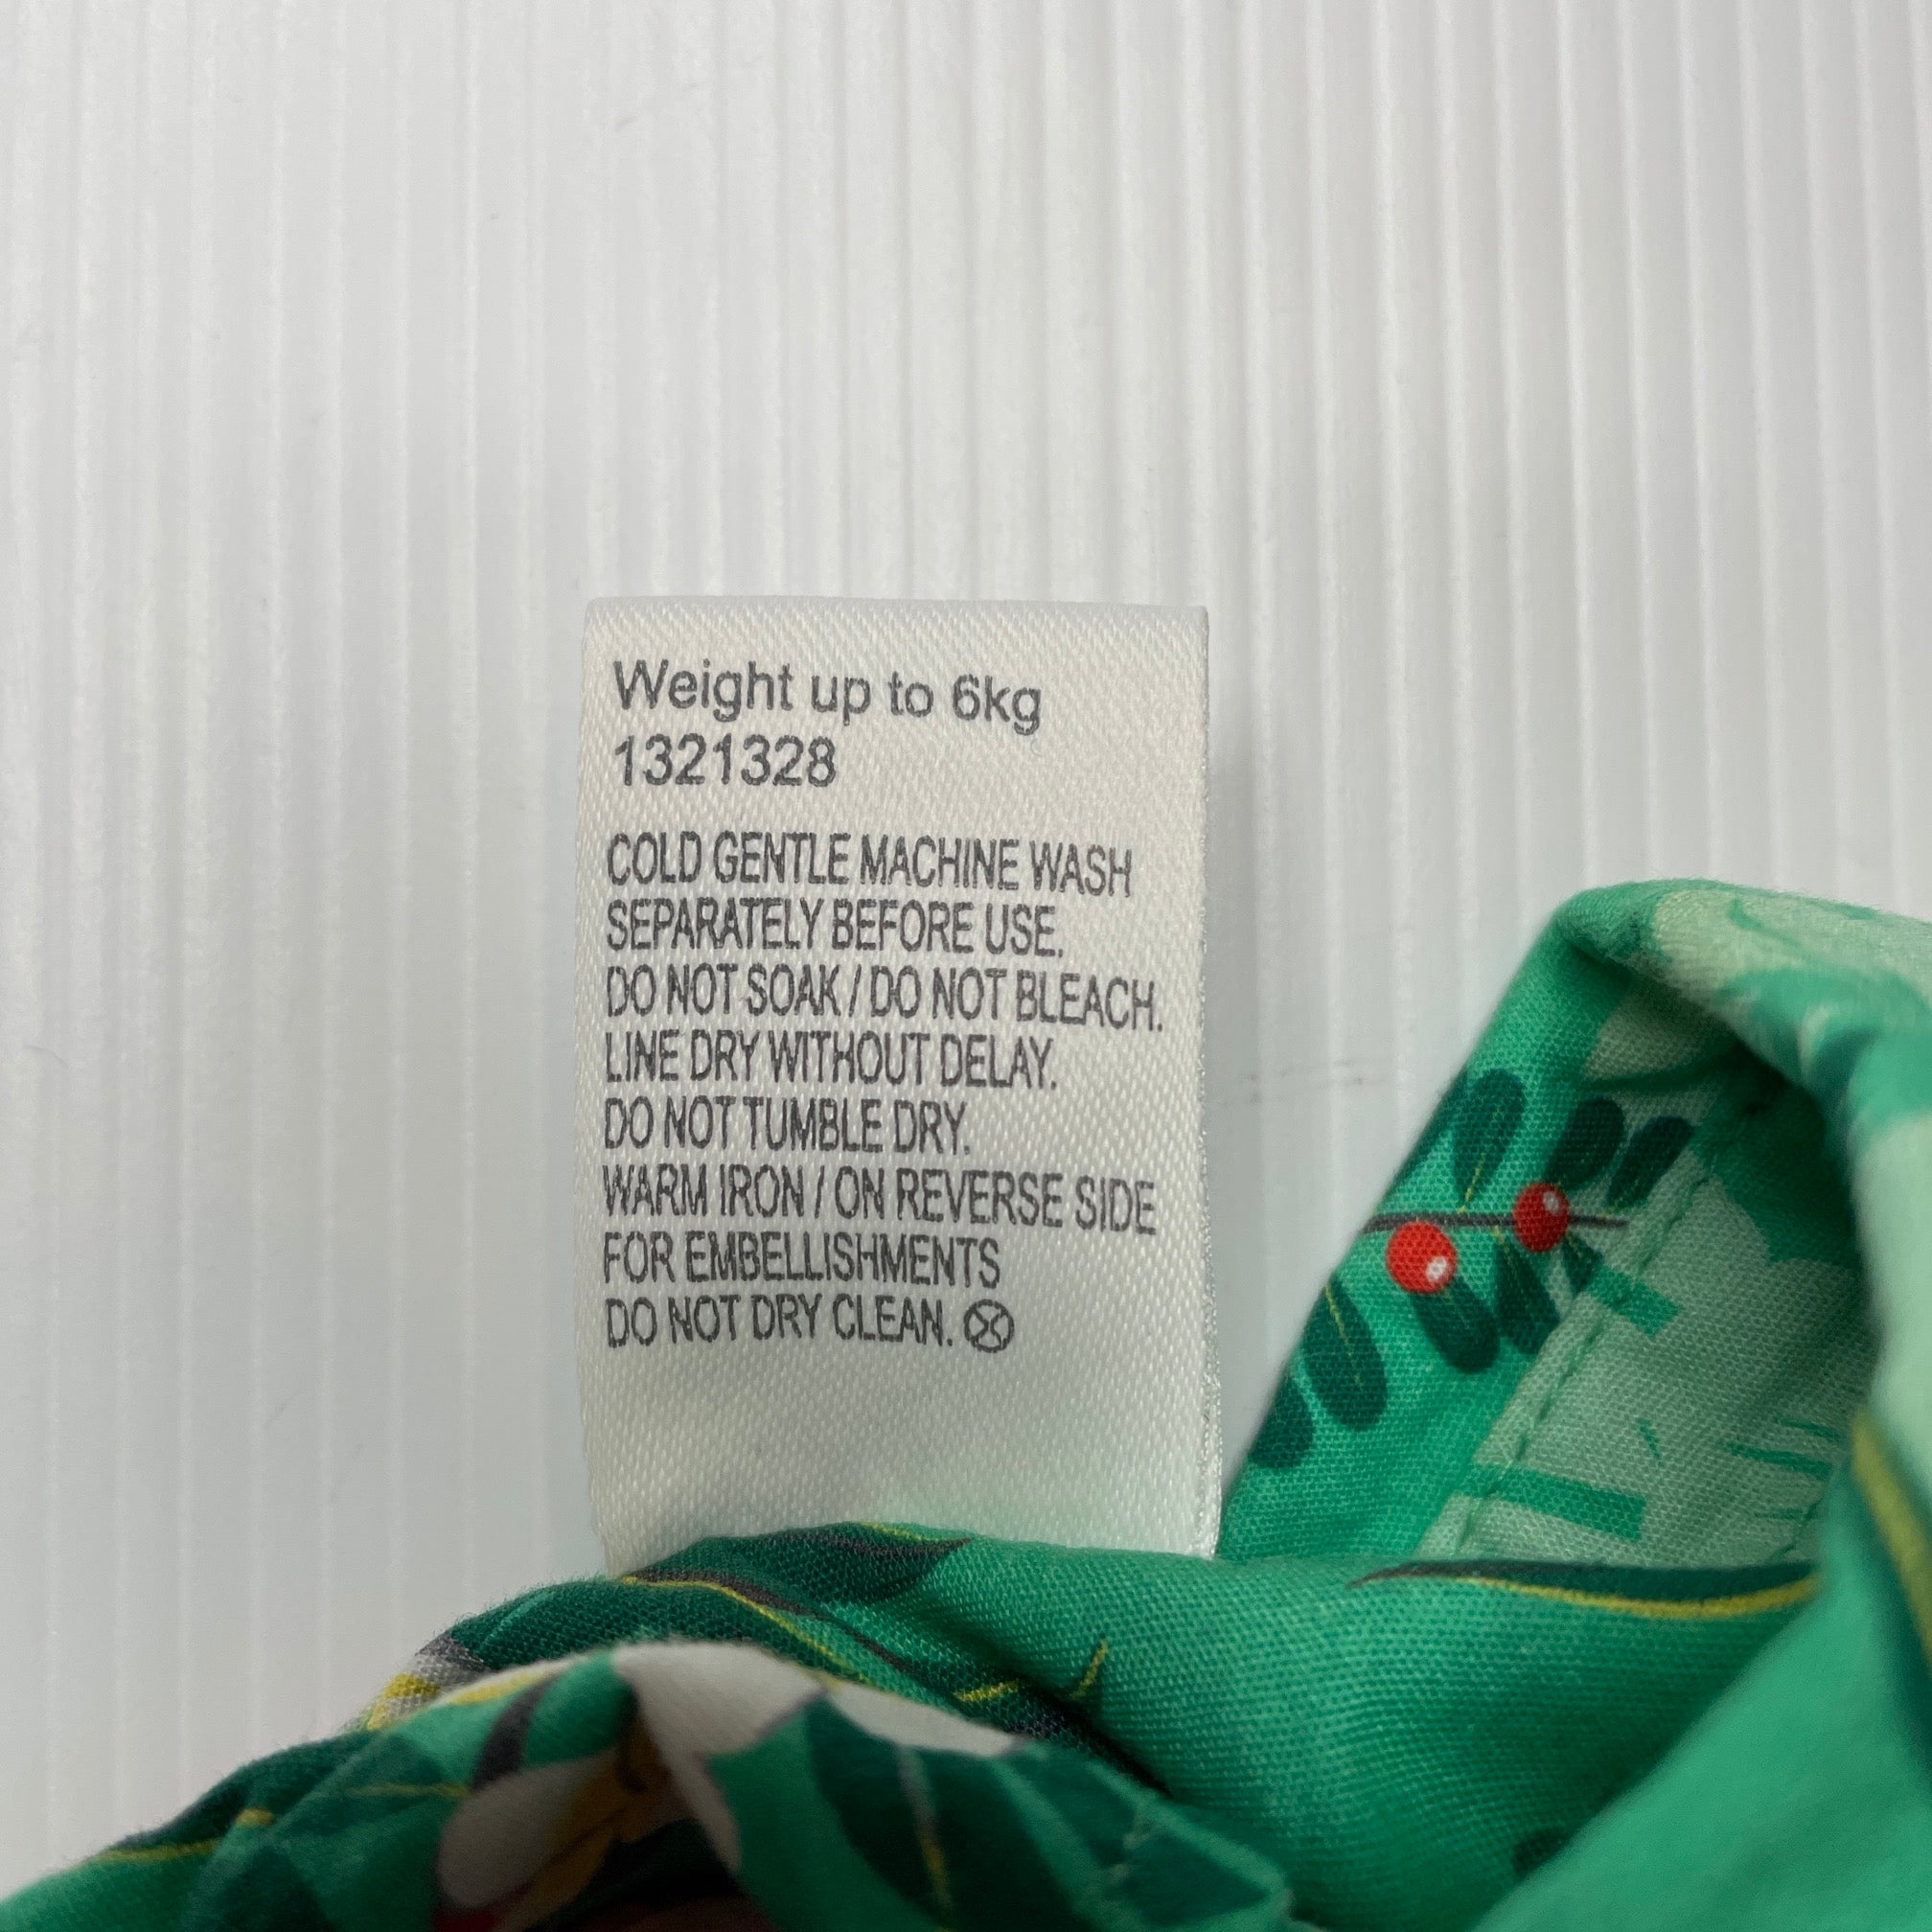 Weight up to 6kg
1321328
COLD GENTLE MACHINE WASH
SEPARATELY BEFORE USE.
DO NOT SOAK / DO NOT BLEACH.
LINE DRY WITHOUT DELAY.
DO NOT TUMBLE DRY.
WARM IRON / ON REVERSE SIDE
FOR EMBELLISHMENTS
DO NOT DRY CLEAN.